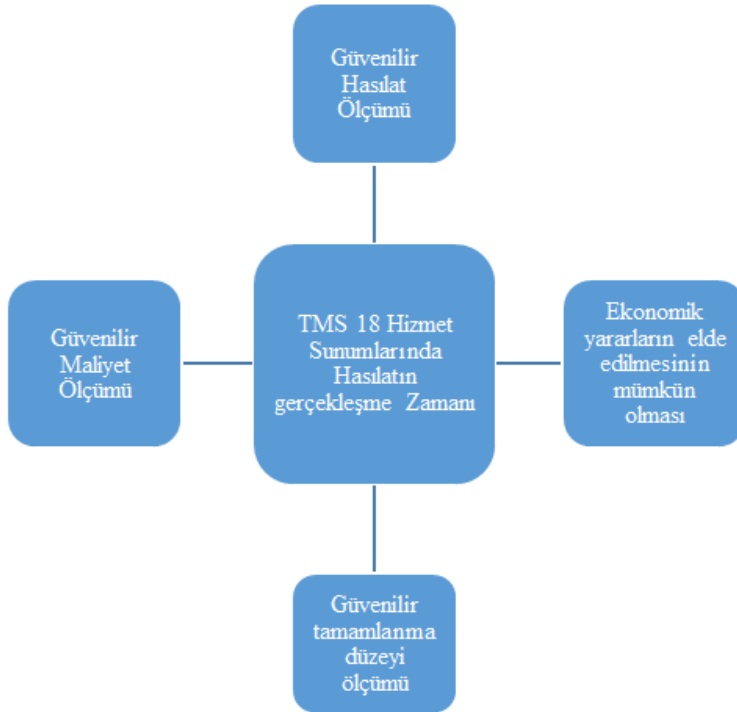 Güvenilir
Hasılat
Ölçümü
Güvenilir
Maliyet
Ölçümü
TMS 18 Hizmet
Sunumlarında
Hasılatın
gerçekleşme Zamanı
Ekonomik
yararların elde
edilmesinin
mümkün
olması
Güvenilir
tamamlanma
düzeyi
ölçümü